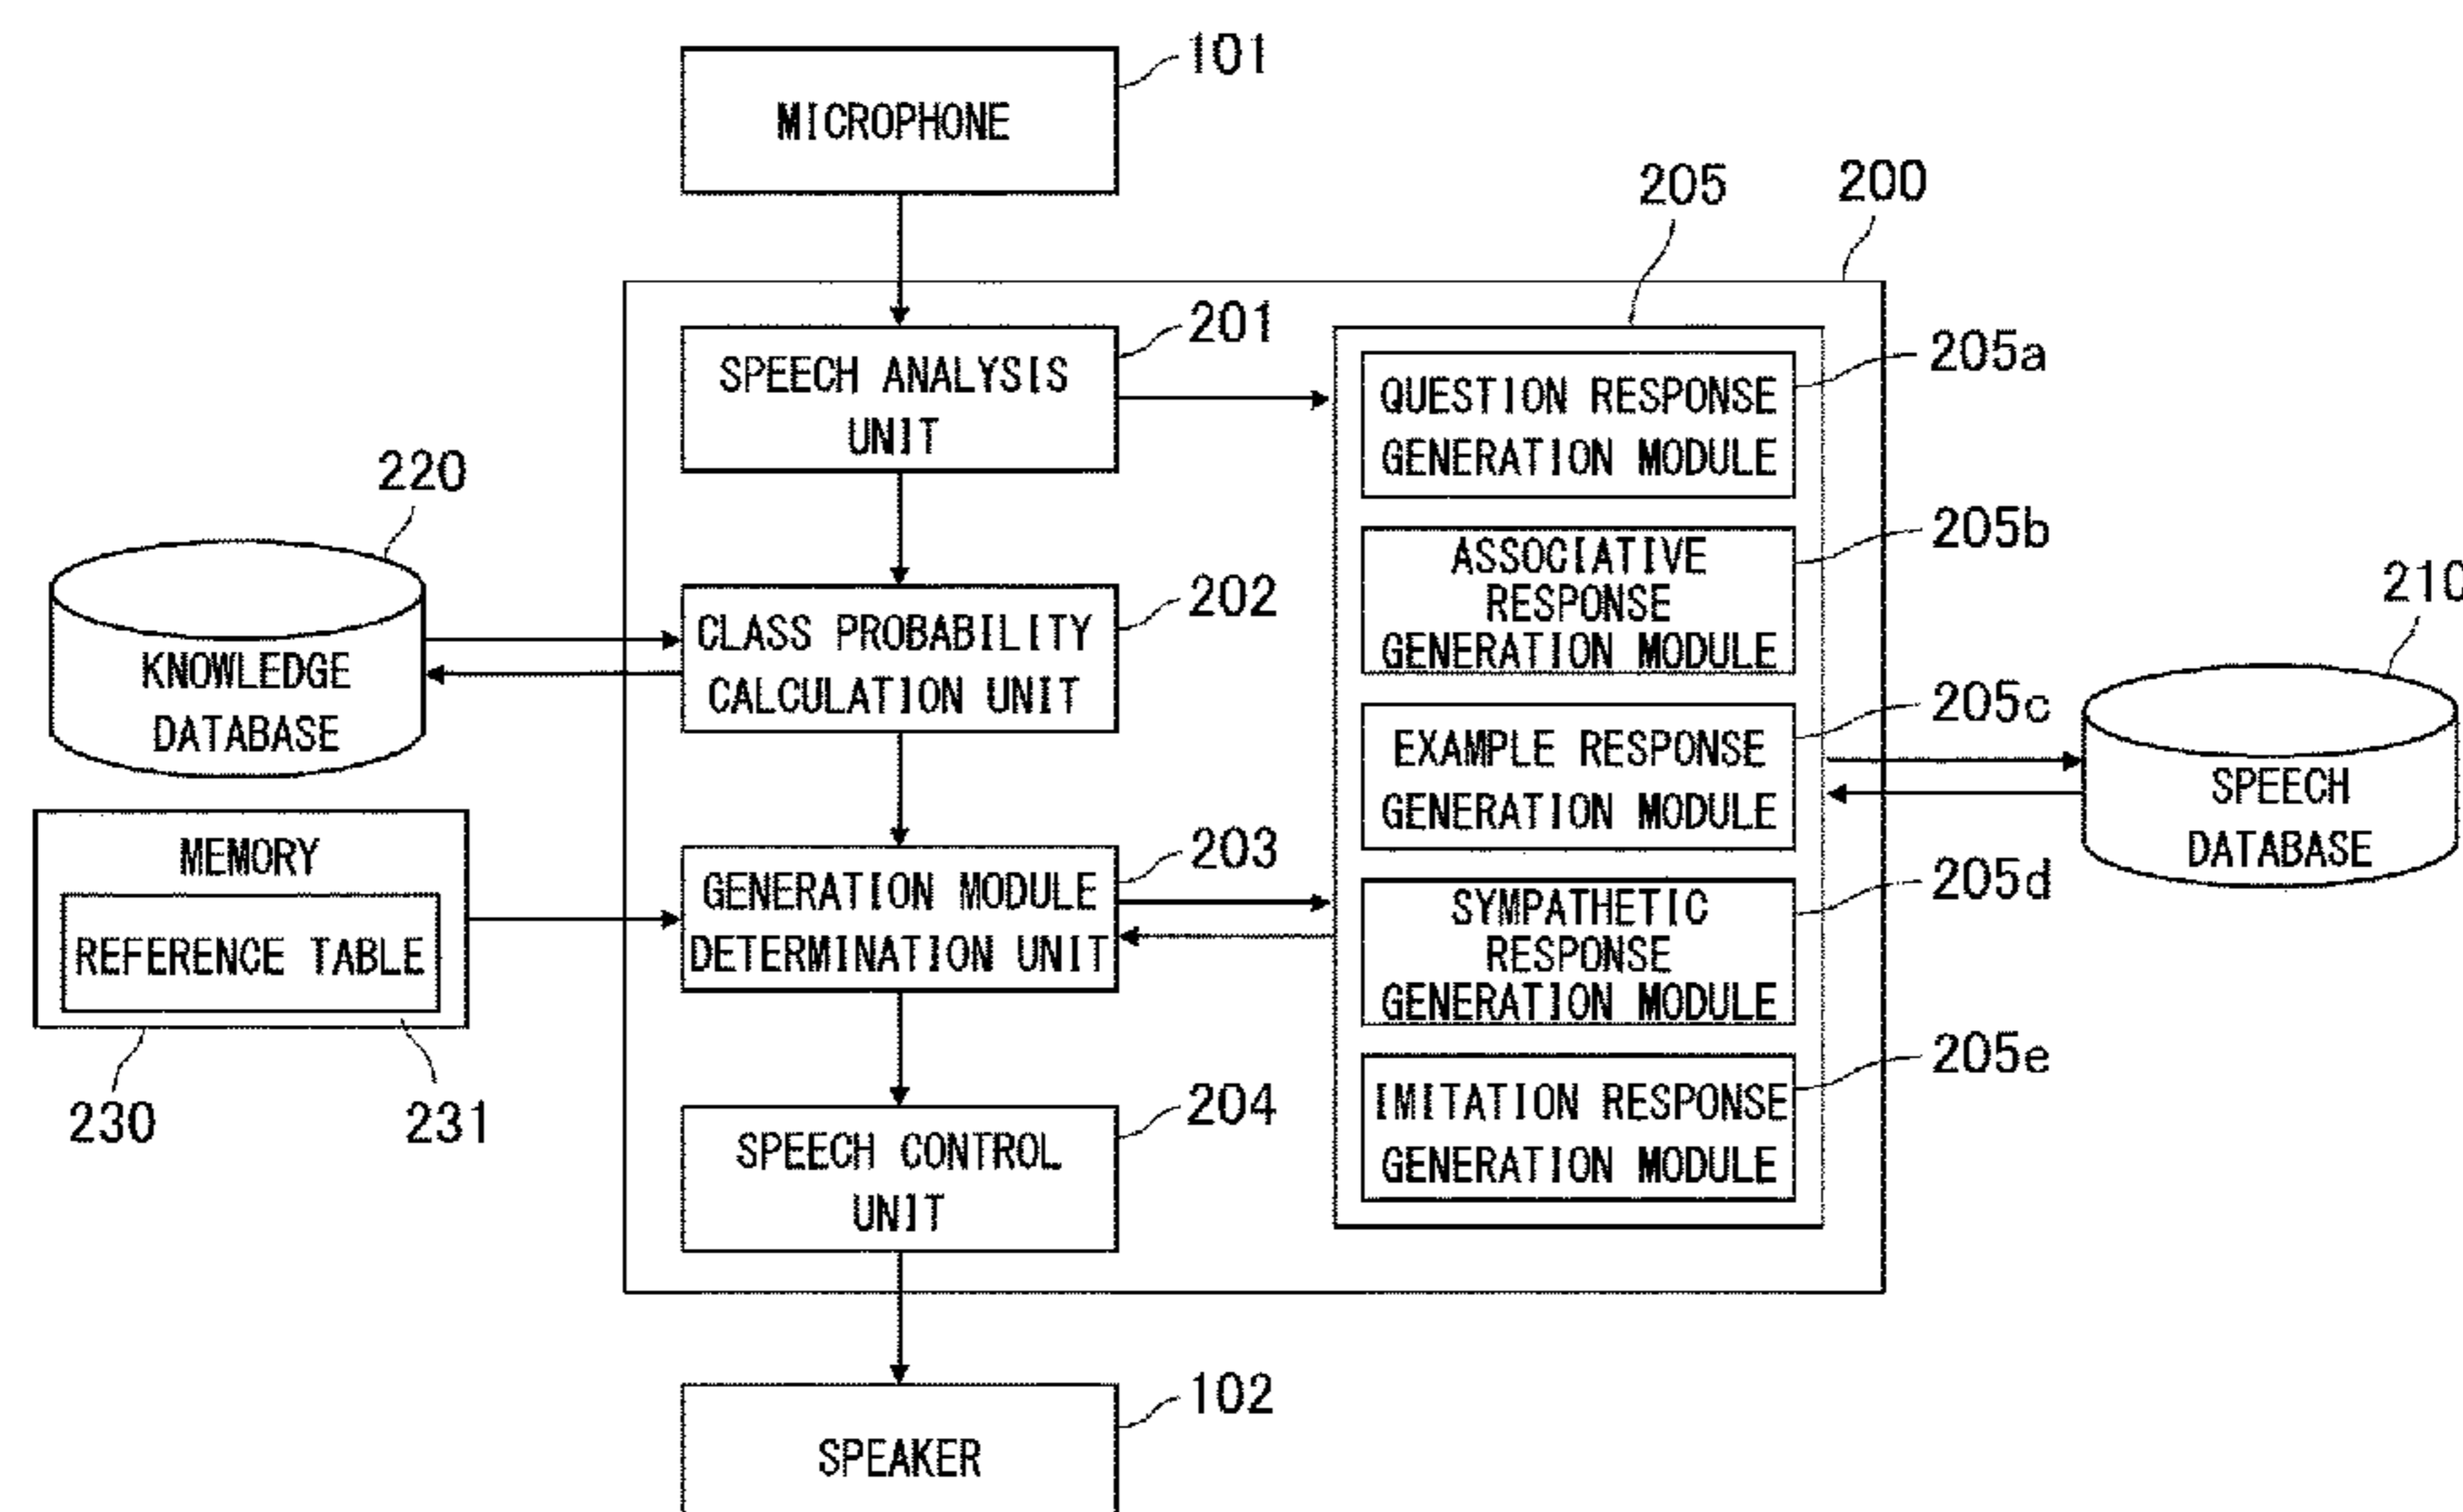 101
MICROPHONE
205
200
201
SPEECH ANALYSIS
UNIT
205a
QUESTION RESPONSE
GENERATION MODULE
220
KNOWLEDGE
DATABASE
202
CLASS PROBABILITY
CALCULATION UNIT
205b
ASSOCIATIVE
RESPONSE
GENERATION MODULE
210
SPEECH
DATABASE
205c
EXAMPLE RESPONSE
GENERATION MODULE
MEMORY
REFERENCE TABLE
230
231
203
GENERATION MODULE
DETERMINATION UNIT
205d
SYMPATHETIC
RESPONSE
GENERATION MODULE
205e
IMITATION RESPONSE
GENERATION MODULE
204
SPEECH CONTROL
UNIT
102
SPEAKER